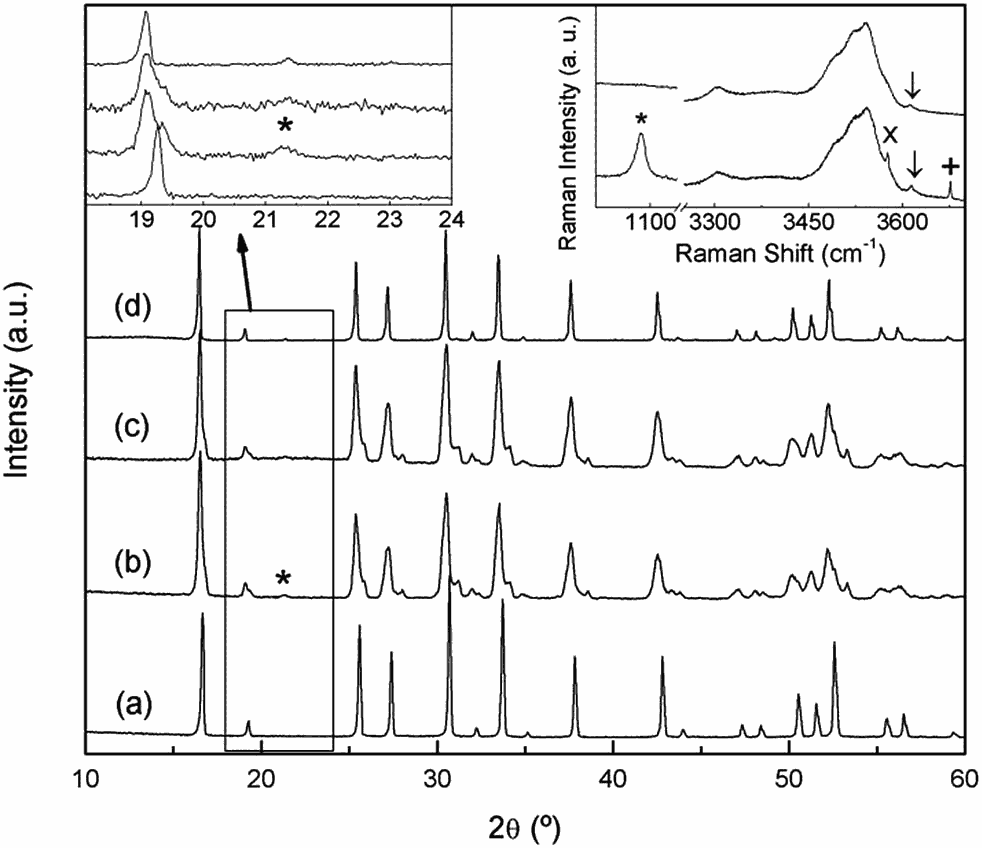 19 20 21 22 23 24
*
Raman Intensity (a. u.)
*
x
+
1100 3300 3450 3600
Raman Shift (cm-1)
Intensity (a.u.)
(d)
(c)
(b)
*
(a)
10 20 30 40 50 60
2θ (º)